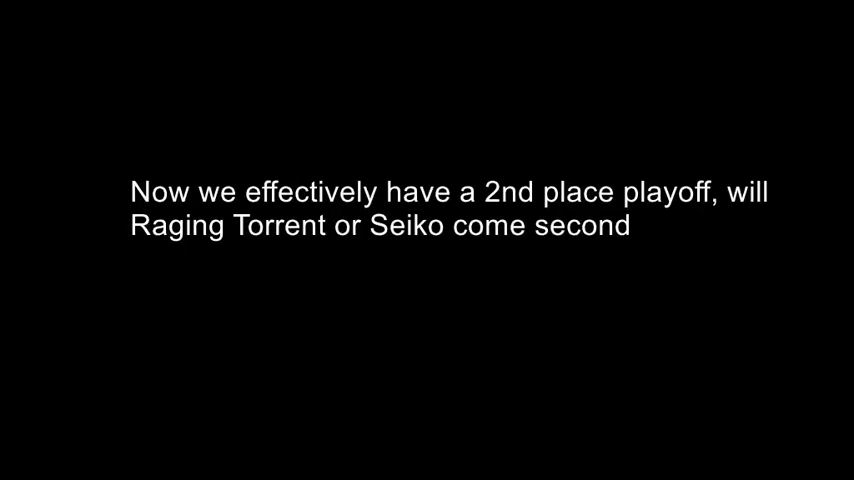 Now we effectively have a 2nd place playoff, will
Raging Torrent or Seiko come second